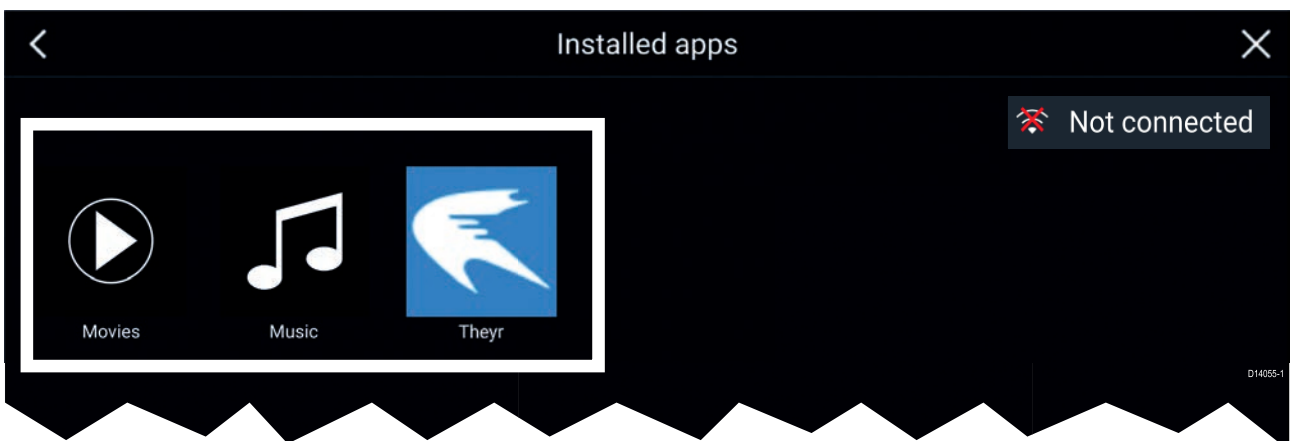 Installed apps
Not connected
Movies
Music
Theyr
D14055-1